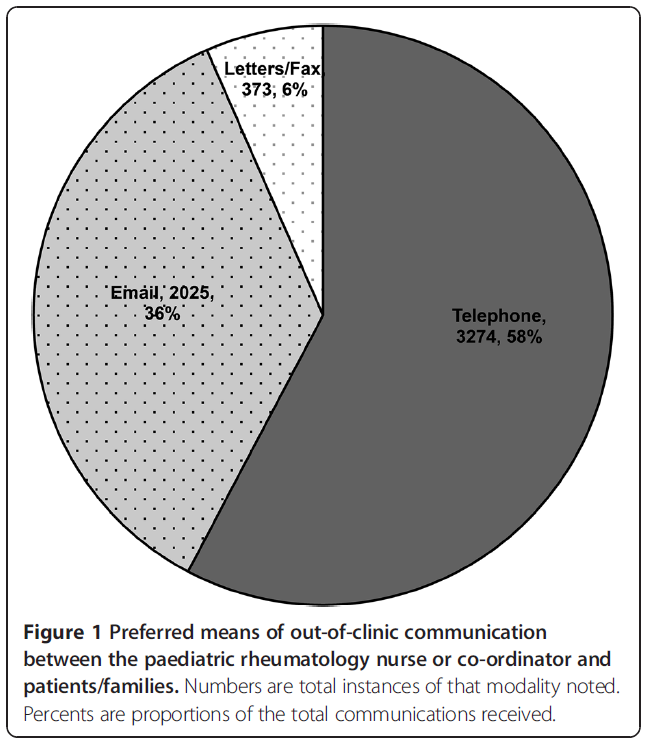 Letters/Fax,
373, 6%
Email, 2025,
36%
Telephone,
3274, 58%
Figure 1 Preferred means of out-of-clinic communication
between the paediatric rheumatology nurse or co-ordinator and
patients/families. Numbers are total instances of that modality noted.
Percents are proportions of the total communications received.